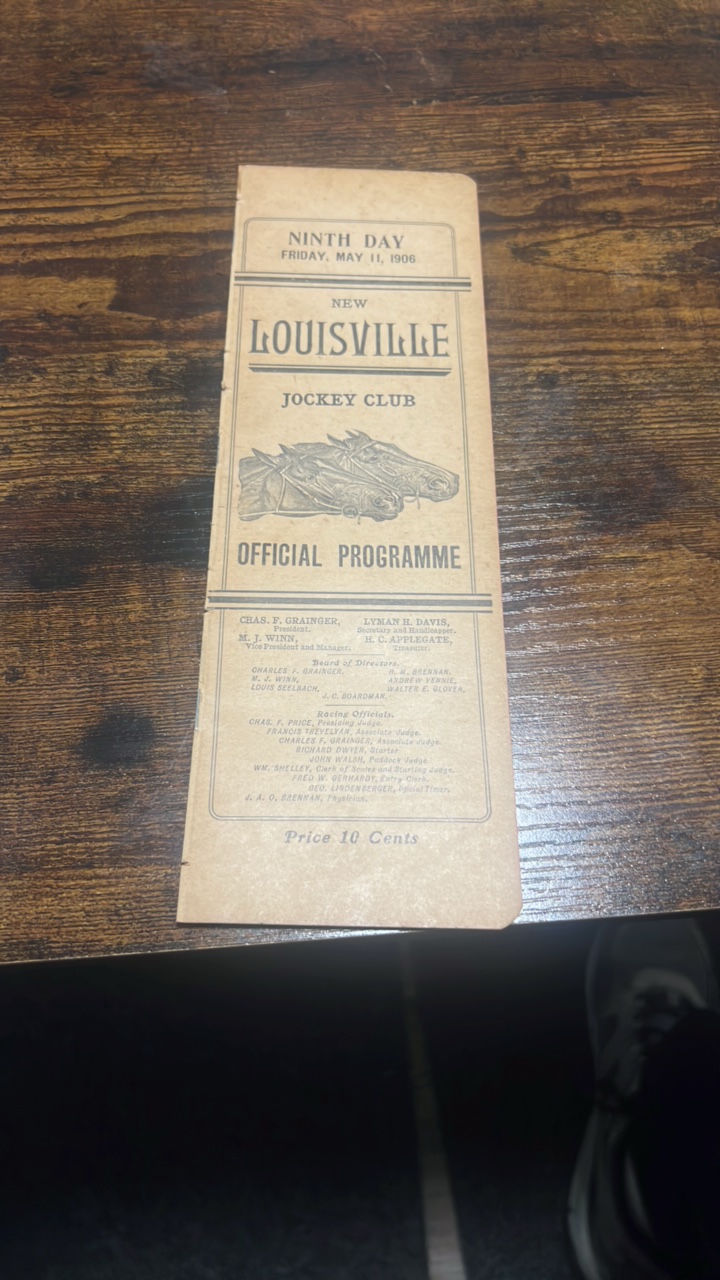 NINTH DAY
FRIDAY, MAY 11, 1906
NEW
LOUISVILLE
JOCKEY CLUB
OFFICIAL PROGRAMME
CHAS. F. GRAINGER, LYMAN H. DAVIS,
President. Secretary and Handicapper.
M. J. WINN, H. C. APPLEGATE,
Vice President and Manager. Treasurer.
Board of Directors.
CHARLES F. GRAINGER, H. M. BRENNAN,
M. J. WINN, ANDREW VENNIE,
LOUIS SEELBACH, WALTER E. GLOVER,
J. C. BOARDMAN.
Racing Officials.
CHAS. F. PRICE, Presiding Judge.
FRANCIS TREVELYAN, Associate Judge.
CHARLES F. GRAINGER, Associate Judge.
RICHARD DWYER, Starter
JOHN WALSH, Paddock Judge.
WM. SHELLEY, Clerk of Scales and Starting Judge.
FRED W. GERHARDY, Entry Clerk.
GEO. LINDENBERGER, Timer.
J. A. O. BRENNAN, Physician.
Price 10 Cents